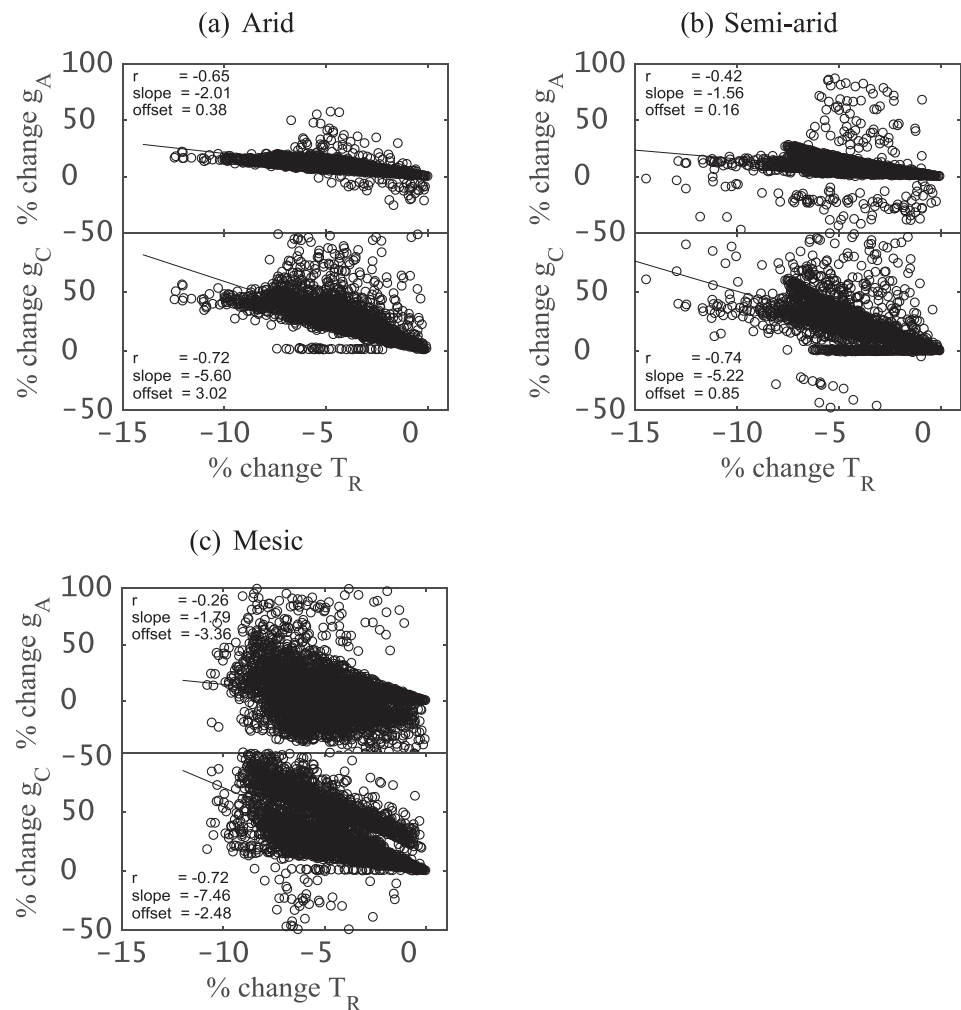 (a) Arid
% change g_A
100
50
0
−50
r = -0.65
slope = -2.01
offset = 0.38
% change g_C
50
0
−50
r = -0.72
slope = -5.60
offset = 3.02
−15 −10 −5 0
% change T_R
(b) Semi-arid
% change g_A
100
50
0
−50
r = -0.42
slope = -1.56
offset = 0.16
% change g_C
50
0
−50
r = -0.74
slope = -5.22
offset = 0.85
−15 −10 −5 0
% change T_R
(c) Mesic
% change g_A
100
50
0
−50
r = -0.26
slope = -1.79
offset = -3.36
% change g_C
50
0
−50
r = -0.72
slope = -7.46
offset = -2.48
−15 −10 −5 0
% change T_R